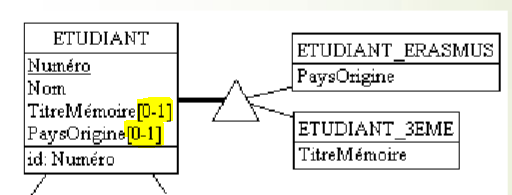 ETUDIANT
Numéro
Nom
TitreMémoire[0-1]
PaysOrigine[0-1]
id: Numéro
ETUDIANT_ERASMUS
PaysOrigine
ETUDIANT_3EME
TitreMémoire